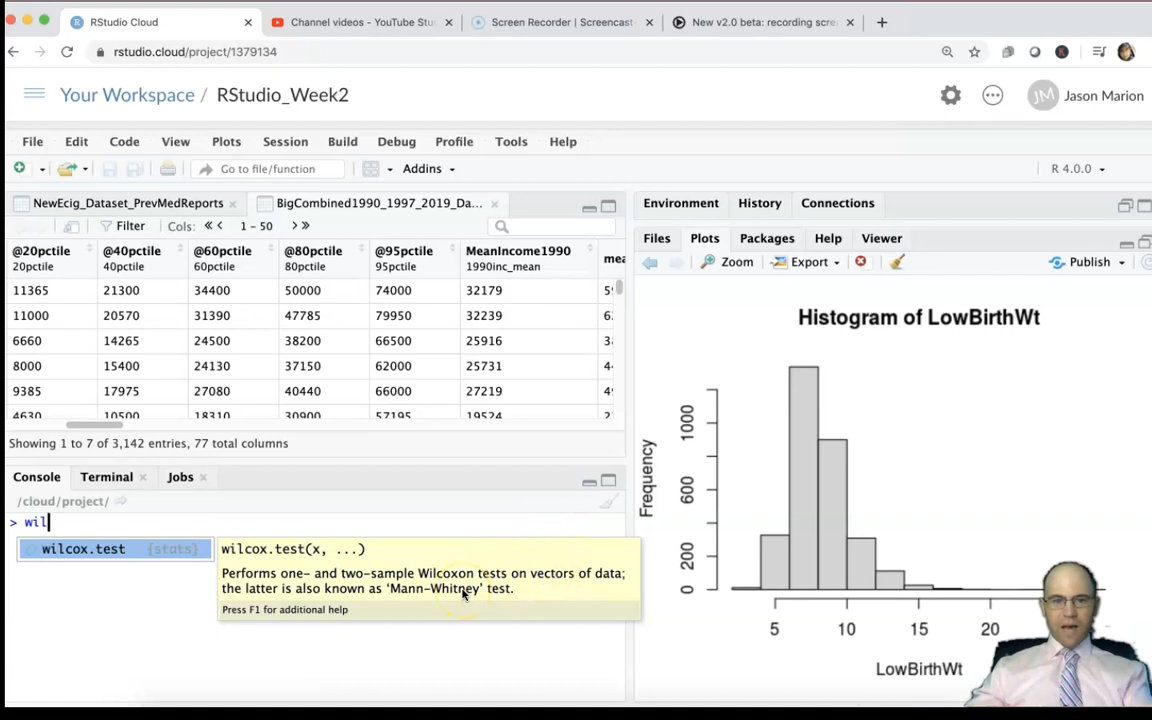 RStudio Cloud
Channel videos - YouTube Stu
Screen Recorder | Screencast-
New v2.0 beta: recording scre
rstudio.cloud/project/1379134
Your Workspace / RStudio_Week2
JM Jason Marion
File Edit Code View Plots Session Build Debug Profile Tools Help
Go to file/function Addins R 4.0.0
NewEcig_Dataset_PrevMedReports BigCombined1990_1997_2019_Da...
Filter Cols: 1 - 50
@20pctile @40pctile @60pctile @80pctile @95pctile MeanIncome1990
20pctile 40pctile 60pctile 80pctile 95pctile 1990inc_mean
11365 21300 34400 50000 74000 32179
11000 20570 31390 47785 79950 32239
6660 14265 24500 38200 66500 25916
8000 15400 24130 37150 62000 25731
9385 17975 27080 40440 66000 27219
4630 10500 18310 30900 57195 19524
Showing 1 to 7 of 3,142 entries, 77 total columns
Console Terminal Jobs
/cloud/project/
> wil
wilcox.test {stats}
wilcox.test(x, ...)
Performs one- and two-sample Wilcoxon tests on vectors of data;
the latter is also known as 'Mann-Whitney' test.
Press F1 for additional help
Environment History Connections
Files Plots Packages Help Viewer
Zoom Export Publish
Histogram of LowBirthWt
Frequency
0 200 600 1000
5 10 15 20
LowBirthWt